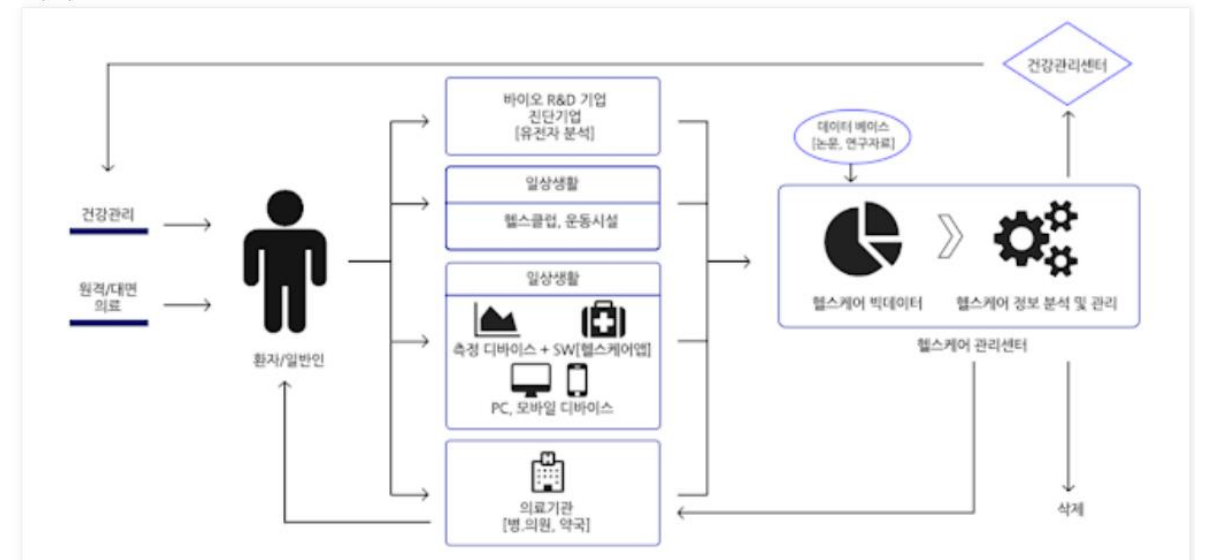 건강관리센터
바이오 R&D 기업
진단기업
[유전자 분석]
데이터 베이스
[논문, 연구자료]
일상생활
헬스클럽, 운동시설
건강관리
원격/대면
의료
환자/일반인
일상생활
측정 디바이스 + SW[헬스케어앱]
PC, 모바일 디바이스
헬스케어 빅데이터
헬스케어 정보 분석 및 관리
헬스케어 관리센터
H
의료기관
[병.의원, 약국]
삭제